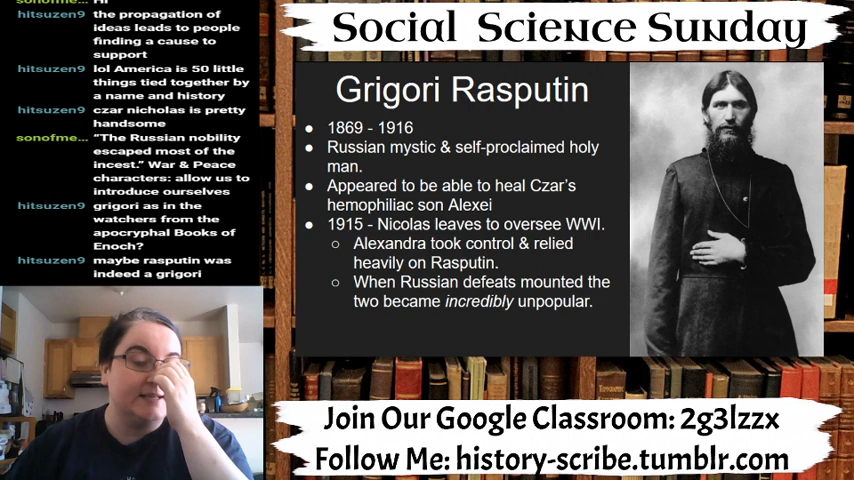 sonofme... Hi
hitsuzen9 the propagation of
ideas leads to people
finding a cause to
support
hitsuzen9 lol America is 50 little
things tied together by
a name and history
hitsuzen9 czar nicholas is pretty
handsome
sonofme... "The Russian nobility
escaped most of the
incest." War & Peace
characters: allow us to
introduce ourselves
hitsuzen9 grigori as in the
watchers from the
apocryphal Books of
Enoch?
hitsuzen9 maybe rasputin was
indeed a grigori
Social Science Sunday
Grigori Rasputin
● 1869 - 1916
● Russian mystic & self-proclaimed holy
man.
● Appeared to be able to heal Czar's
hemophiliac son Alexei
● 1915 - Nicolas leaves to oversee WWI.
○ Alexandra took control & relied
heavily on Rasputin.
○ When Russian defeats mounted the
two became incredibly unpopular.
Join Our Google Classroom: 2g3lzzx
Follow Me: history-scribe.tumblr.com